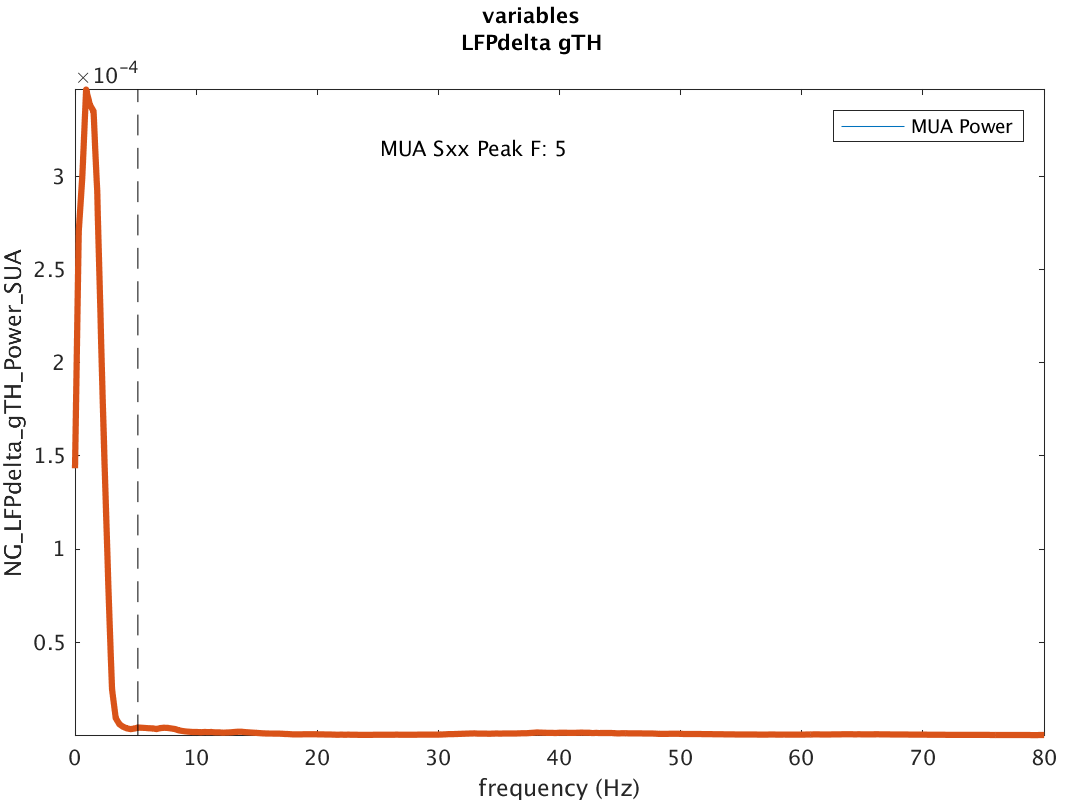 variables
LFPdelta gTH
×10⁻⁴
MUA Power
MUA Sxx Peak F: 5
NG_LFPdelta_gTH_Power_SUA
3
2.5
2
1.5
1
0.5
0 10 20 30 40 50 60 70 80
frequency (Hz)